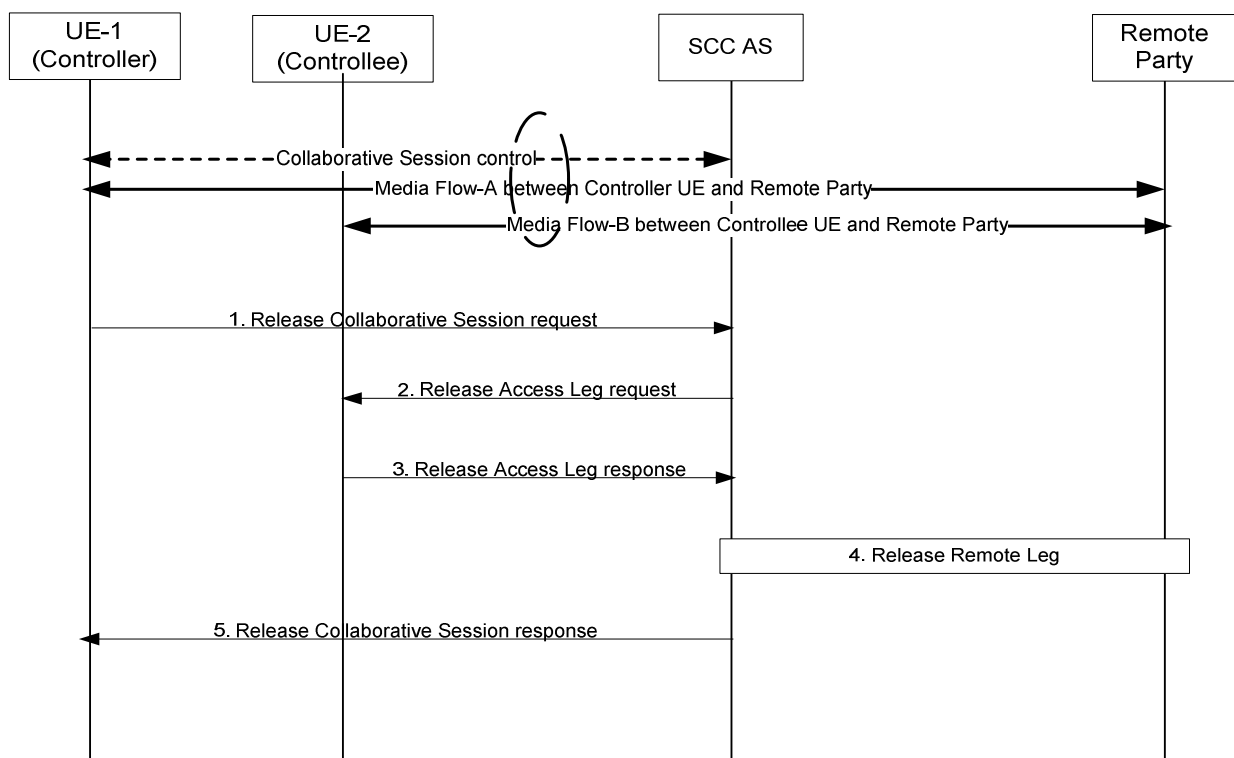 UE-1
(Controller)
UE-2
(Controllee)
SCC AS
Remote
Party
Collaborative Session control
Media Flow-A between Controller UE and Remote Party
Media Flow-B between Controllee UE and Remote Party
1. Release Collaborative Session request
2. Release Access Leg request
3. Release Access Leg response
4. Release Remote Leg
5. Release Collaborative Session response